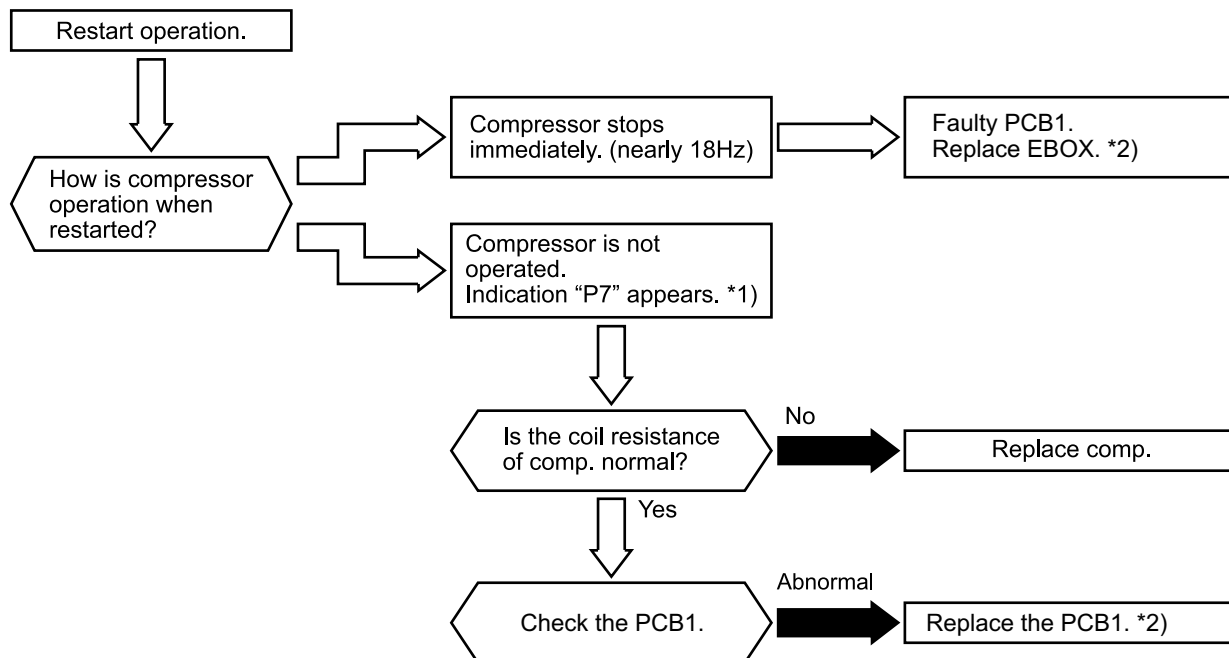 Restart operation.
How is compressor
operation when
restarted?
Compressor stops
immediately. (nearly 18Hz)
Faulty PCB1.
Replace EBOX. *2)
Compressor is not
operated.
Indication “P7” appears. *1)
Is the coil resistance
of comp. normal?
No
Replace comp.
Yes
Check the PCB1.
Abnormal
Replace the PCB1. *2)